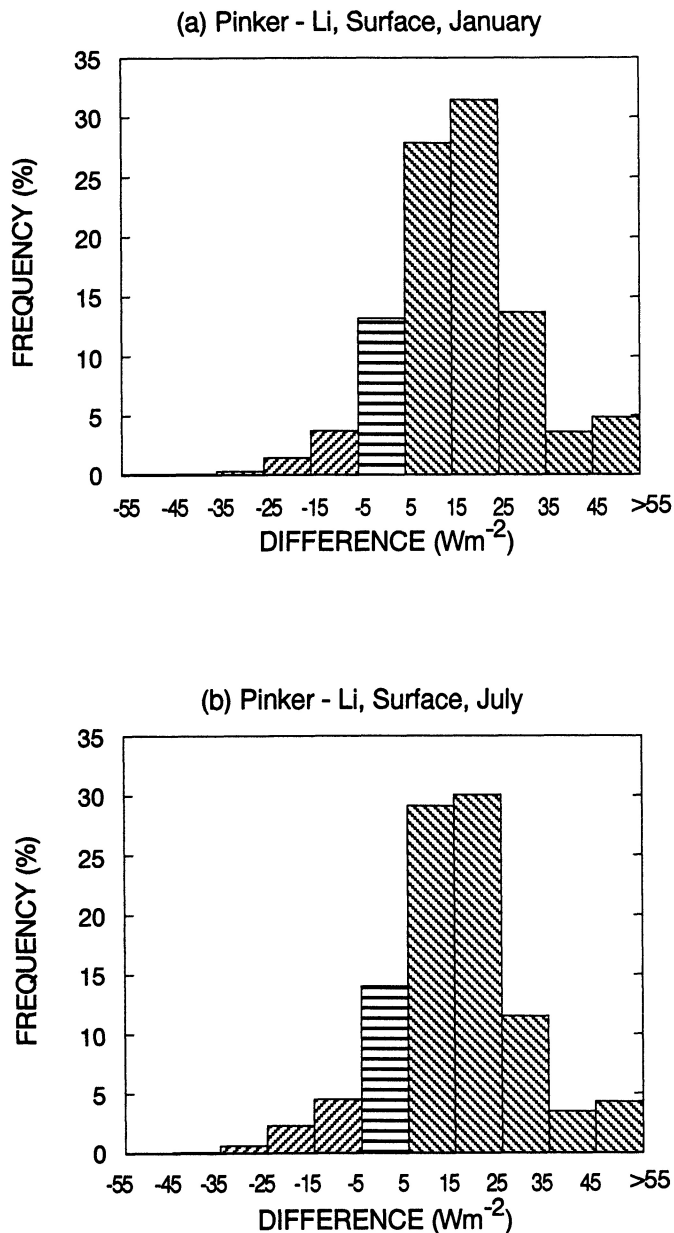 (a) Pinker - Li, Surface, January
35
30
25
20
15
10
5
0
FREQUENCY (%)
-55 -45 -35 -25 -15 -5 5 15 25 35 45 >55
DIFFERENCE (Wm⁻²)
(b) Pinker - Li, Surface, July
35
30
25
20
15
10
5
0
FREQUENCY (%)
-55 -45 -35 -25 -15 -5 5 15 25 35 45 >55
DIFFERENCE (Wm⁻²)